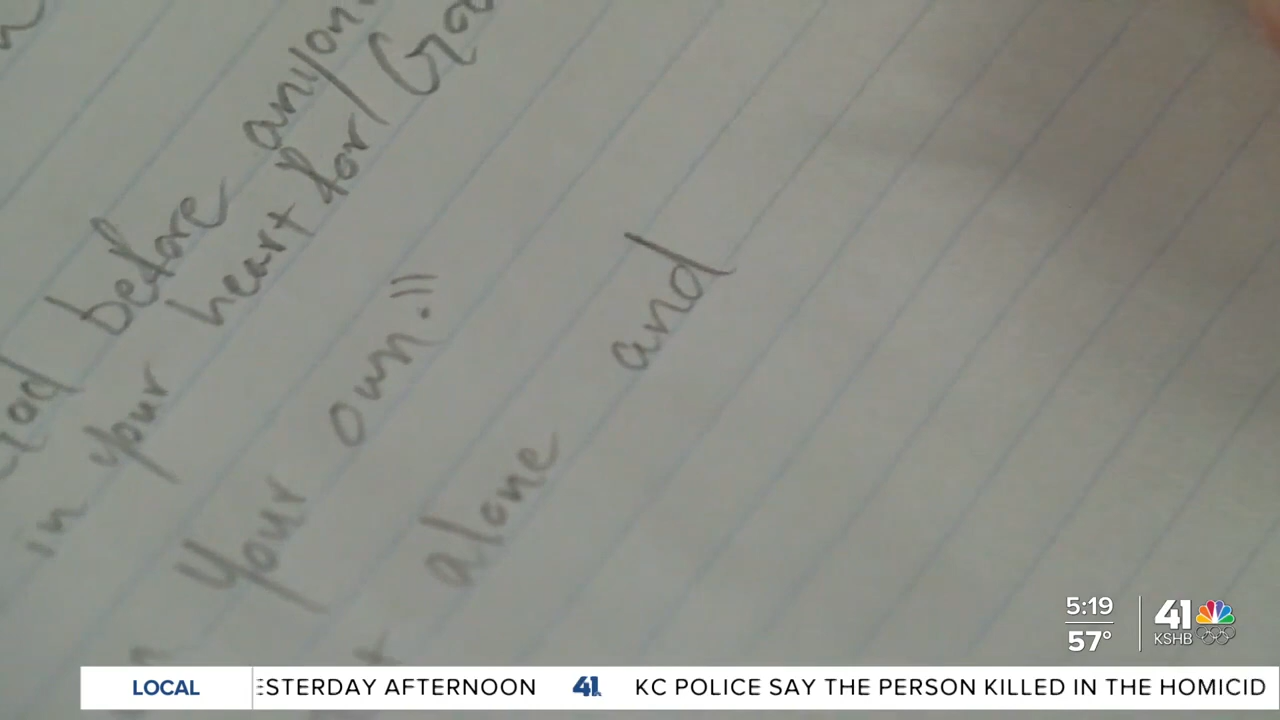 God before anyon
in your heart for God
Your own."
alone and
5:19
57°
41
KSHB
LOCAL
ESTERDAY AFTERNOON 41 KC POLICE SAY THE PERSON KILLED IN THE HOMICID